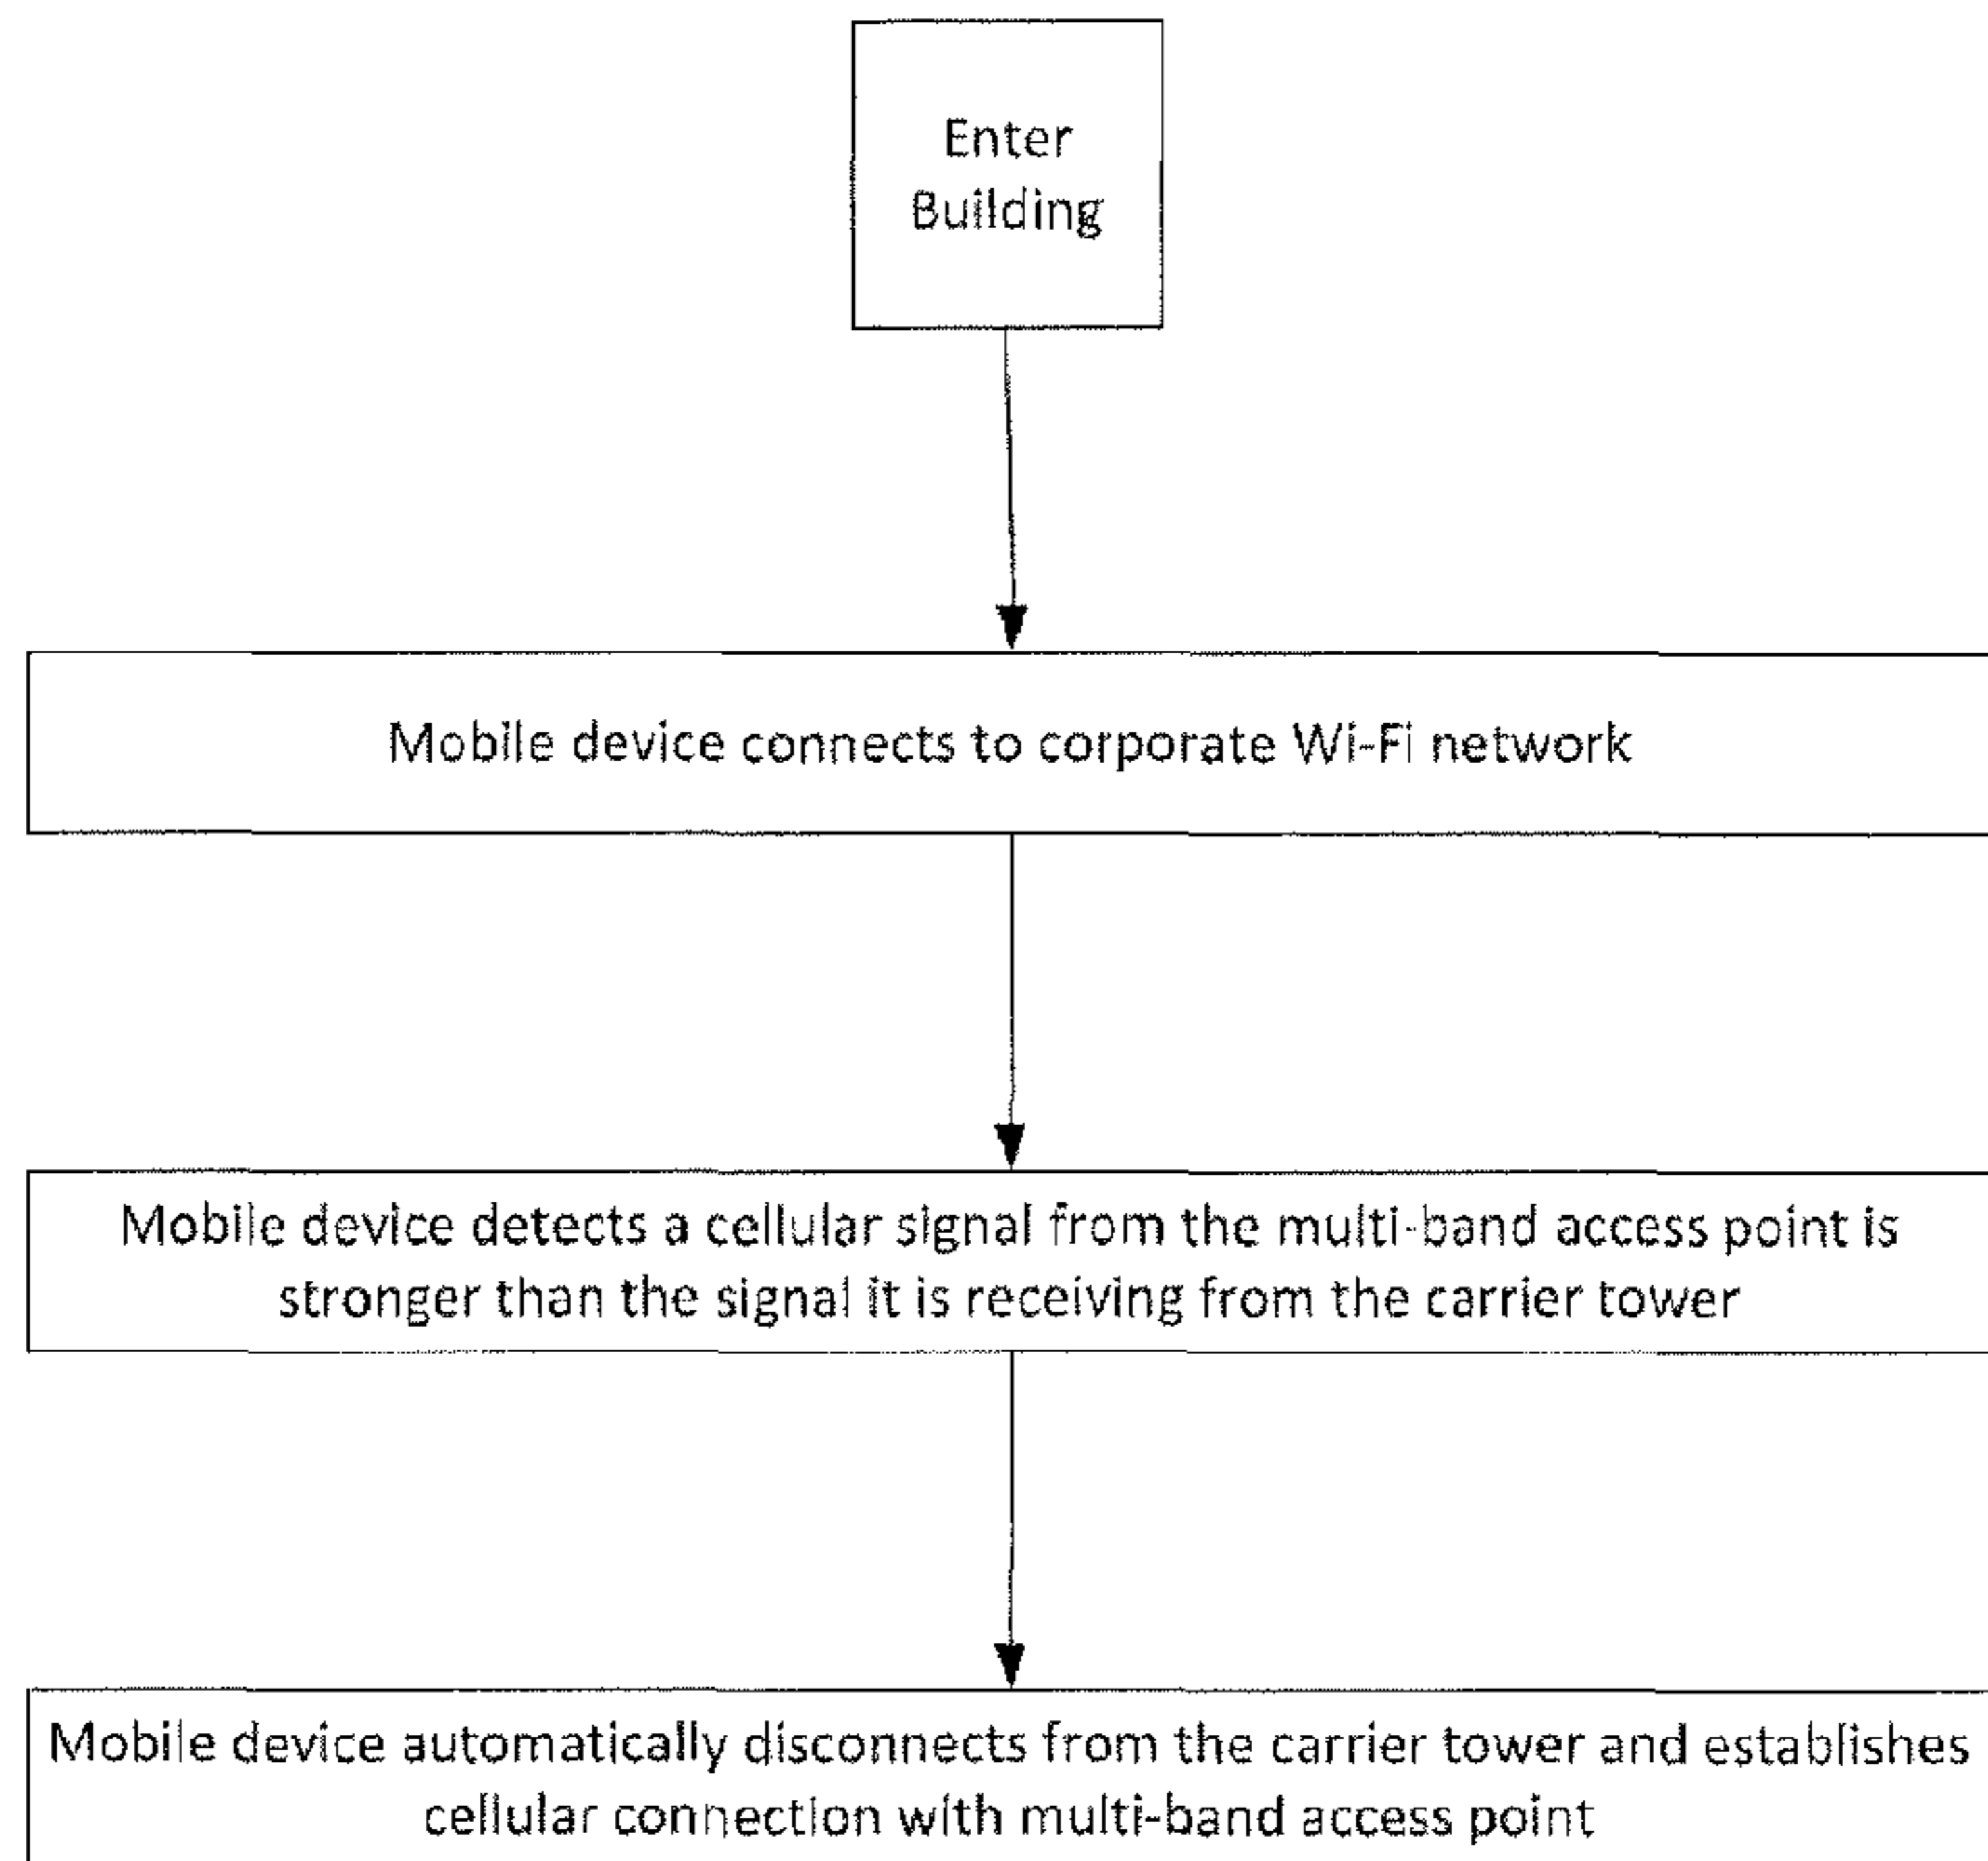 Enter
Building
Mobile device connects to corporate Wi-Fi network
Mobile device detects a cellular signal from the multi-band access point is
stronger than the signal it is receiving from the carrier tower
Mobile device automatically disconnects from the carrier tower and establishes
cellular connection with multi-band access point